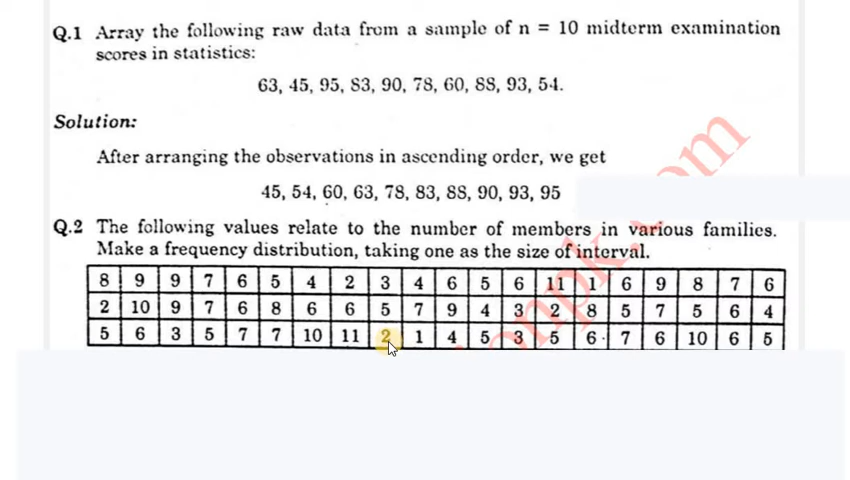 Q.1 Array the following raw data from a sample of n = 10 midterm examination
scores in statistics:
63, 45, 95, 83, 90, 78, 60, 88, 93, 54.
Solution:
After arranging the observations in ascending order, we get
45, 54, 60, 63, 78, 83, 88, 90, 93, 95
Q.2 The following values relate to the number of members in various families.
Make a frequency distribution, taking one as the size of interval.
8 9 9 7 6 5 4 2 3 4 6 5 6 11 1 6 9 8 7 6
2 10 9 7 6 8 6 6 5 7 9 4 3 2 8 5 7 5 6 4
5 6 3 5 7 7 10 11 2 1 4 5 3 5 6 7 6 10 6 5